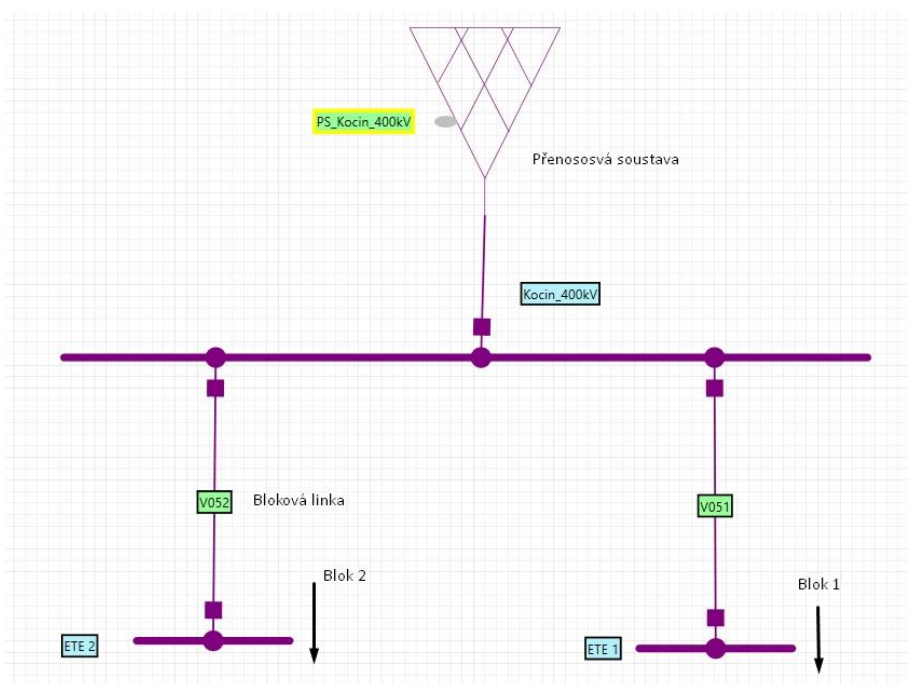 PS_Kocin_400kV
Přenososvá soustava
Kocin_400kV
V052
Bloková linka
V051
Blok 2
Blok 1
ETE 2
ETE 1